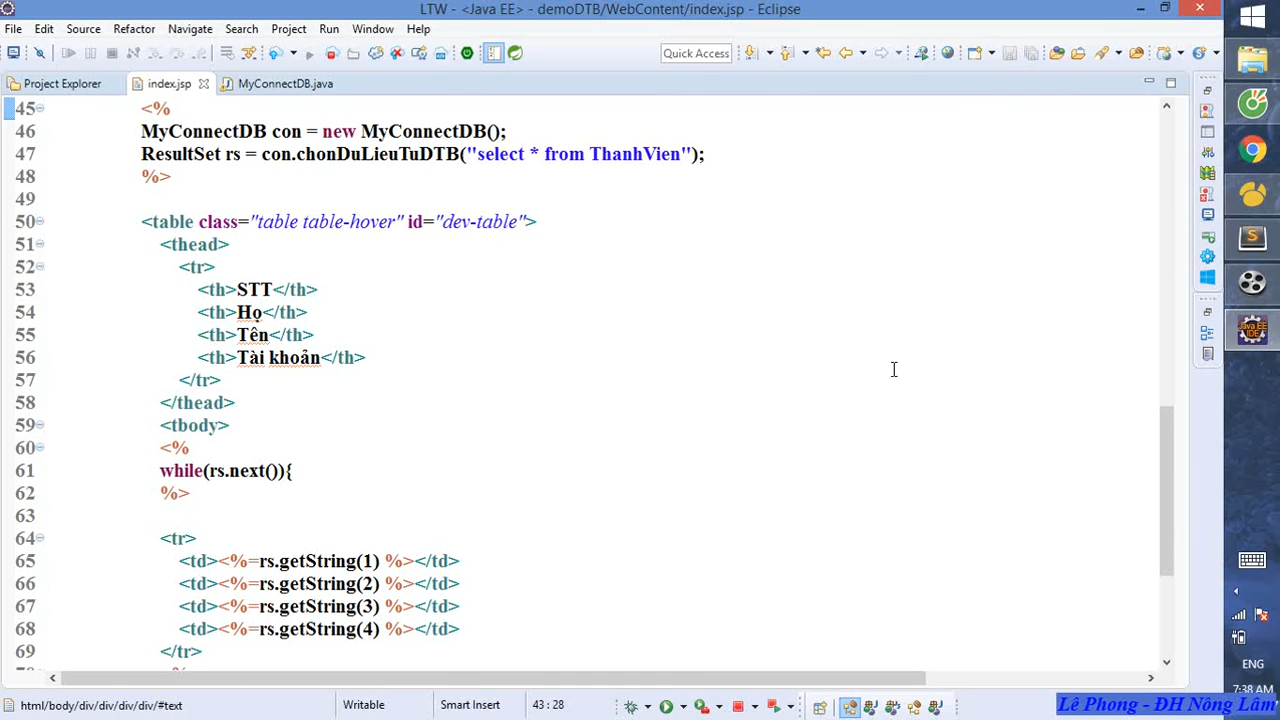 LTW - <Java EE> - demoDTB/WebContent/index.jsp - Eclipse
File Edit Source Refactor Navigate Search Project Run Window Help
Quick Access
Project Explorer index.jsp MyConnectDB.java
45 <%
46 MyConnectDB con = new MyConnectDB();
47 ResultSet rs = con.chonDuLieuTuDTB("select * from ThanhVien");
48 %>
49
50 <table class="table table-hover" id="dev-table">
51 <thead>
52 <tr>
53 <th>STT</th>
54 <th>Họ</th>
55 <th>Tên</th>
56 <th>Tài khoản</th>
57 </tr>
58 </thead>
59 <tbody>
60 <%
61 while(rs.next()){
62 %>
63
64 <tr>
65 <td><%=rs.getString(1) %></td>
66 <td><%=rs.getString(2) %></td>
67 <td><%=rs.getString(3) %></td>
68 <td><%=rs.getString(4) %></td>
69 </tr>
html/body/div/div/div/div/#text Writable Smart Insert 43 : 28
Java EE
IDE
ENG
7:38 AM
Lê Phong - ĐH Nông Lâm